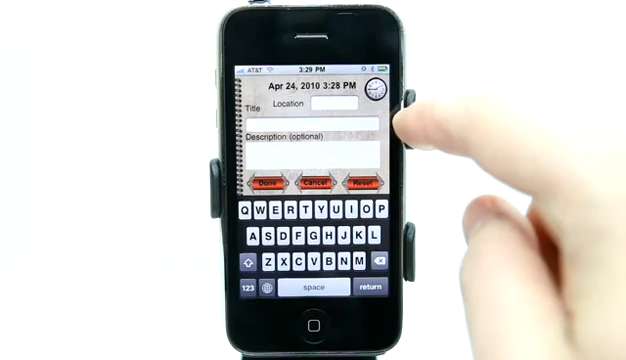 AT&T 3:29 PM
Apr 24, 2010 3:28 PM
Title Location
Description (optional)
Done Cancel Reset
Q W E R T Y U I O P
A S D F G H J K L
Z X C V B N M
123 space return